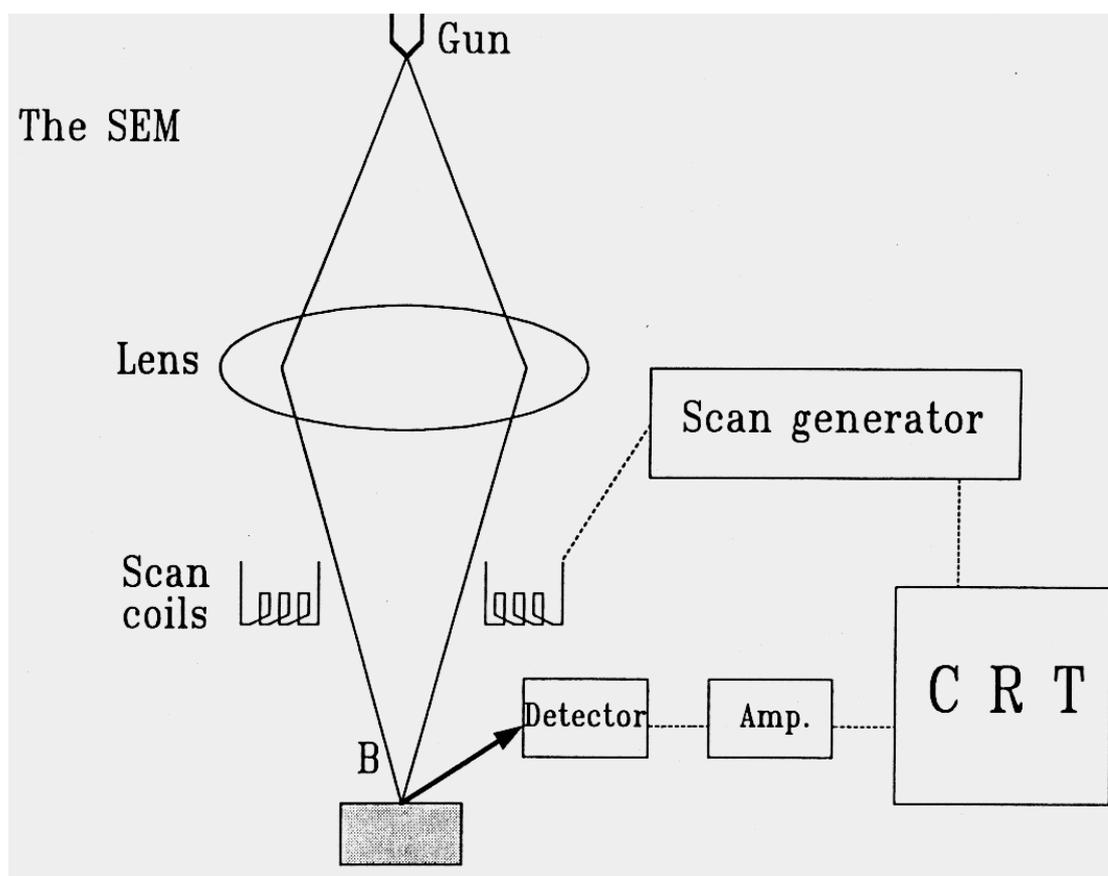 Gun
The SEM
Lens
Scan generator
Scan
coils
C R T
Detector
Amp.
B